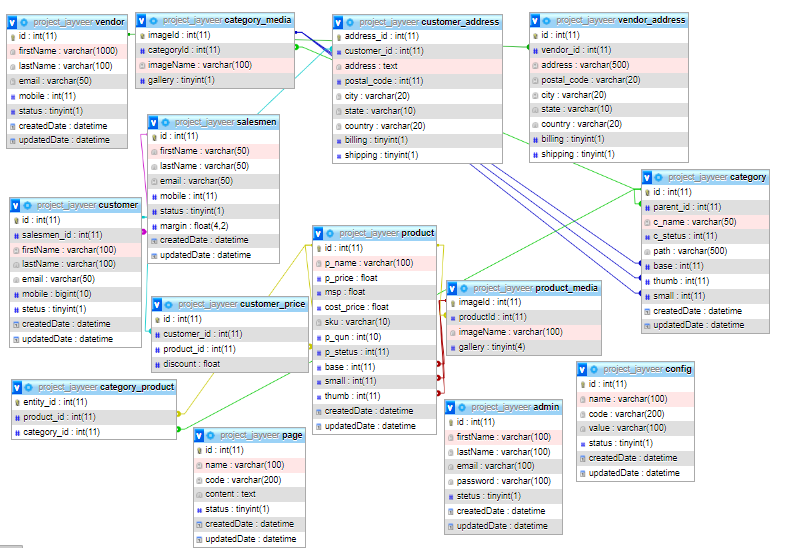 project_jayveer vendor
id : int(11)
firstName : varchar(1000)
lastName : varchar(100)
email : varchar(50)
mobile : int(11)
status : tinyint(1)
createdDate : datetime
updatedDate : datetime
project_jayveer category_media
imageId : int(11)
categoryId : int(11)
imageName : varchar(100)
gallery : tinyint(1)
project_jayveer customer_address
address_id : int(11)
customer_id : int(11)
address : text
postal_code : int(11)
city : varchar(20)
state : varchar(10)
country : varchar(20)
billing : tinyint(1)
shipping : tinyint(1)
project_jayveer vendor_address
id : int(11)
vendor_id : int(11)
address : varchar(500)
postal_code : varchar(20)
city : varchar(20)
state : varchar(10)
country : varchar(20)
billing : tinyint(1)
shipping : tinyint(1)
project_jayveer salesmen
id : int(11)
firstName : varchar(50)
lastName : varchar(50)
email : varchar(50)
mobile : int(11)
status : tinyint(1)
margin : float(4,2)
createdDate : datetime
updatedDate : datetime
project_jayveer category
id : int(11)
parent_id : int(11)
c_name : varchar(50)
c_stetus : int(11)
path : varchar(500)
base : int(11)
thumb : int(11)
small : int(11)
createdDate : datetime
updatedDate : datetime
project_jayveer customer
id : int(11)
salesmen_id : int(11)
firstName : varchar(100)
lastName : varchar(100)
email : varchar(50)
mobile : bigint(10)
stetus : tinyint(1)
createdDate : datetime
updatedDate : datetime
project_jayveer product
id : int(11)
p_name : varchar(100)
p_price : float
msp : float
cost_price : float
sku : varchar(10)
p_qun : int(10)
p_stetus : int(11)
base : int(11)
small : int(11)
thumb : int(11)
createdDate : datetime
updatedDate : datetime
project_jayveer product_media
imageId : int(11)
productId : int(11)
imageName : varchar(100)
gallery : tinyint(4)
project_jayveer customer_price
id : int(11)
customer_id : int(11)
product_id : int(11)
discount : float
project_jayveer category_product
entity_id : int(11)
product_id : int(11)
category_id : int(11)
project_jayveer config
id : int(11)
name : varchar(100)
code : varchar(200)
value : varchar(100)
status : tinyint(1)
createdDate : datetime
updatedDate : datetime
project_jayveer admin
id : int(11)
firstName : varchar(100)
lastName : varchar(100)
email : varchar(100)
password : varchar(100)
stetus : tinyint(1)
createdDate : datetime
updatedDate : datetime
project_jayveer page
id : int(11)
name : varchar(100)
code : varchar(200)
content : text
status : tinyint(1)
createdDate : datetime
updatedDate : datetime